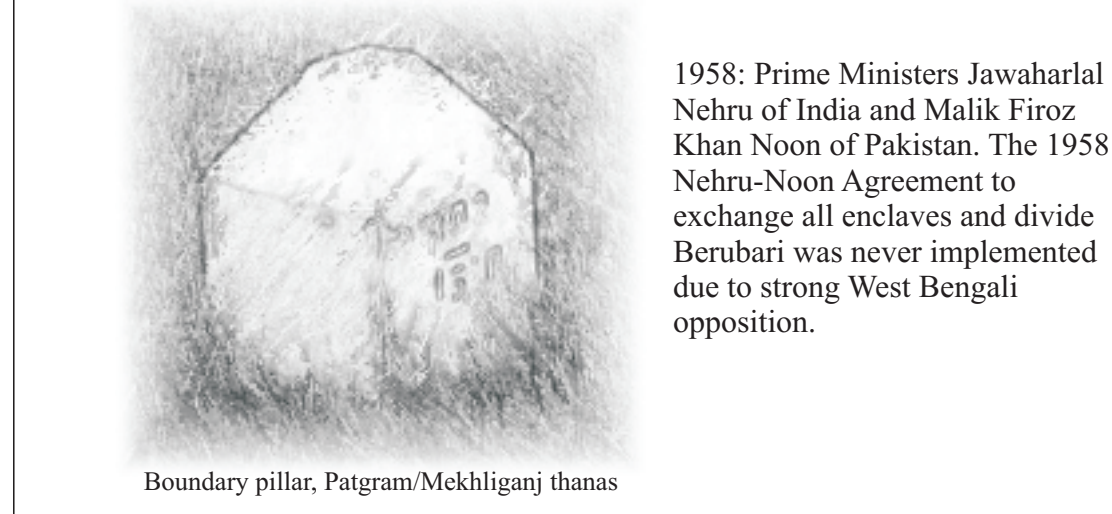 1958: Prime Ministers Jawaharlal
Nehru of India and Malik Firoz
Khan Noon of Pakistan. The 1958
Nehru-Noon Agreement to
exchange all enclaves and divide
Berubari was never implemented
due to strong West Bengali
opposition.
Boundary pillar, Patgram/Mekhliganj thanas